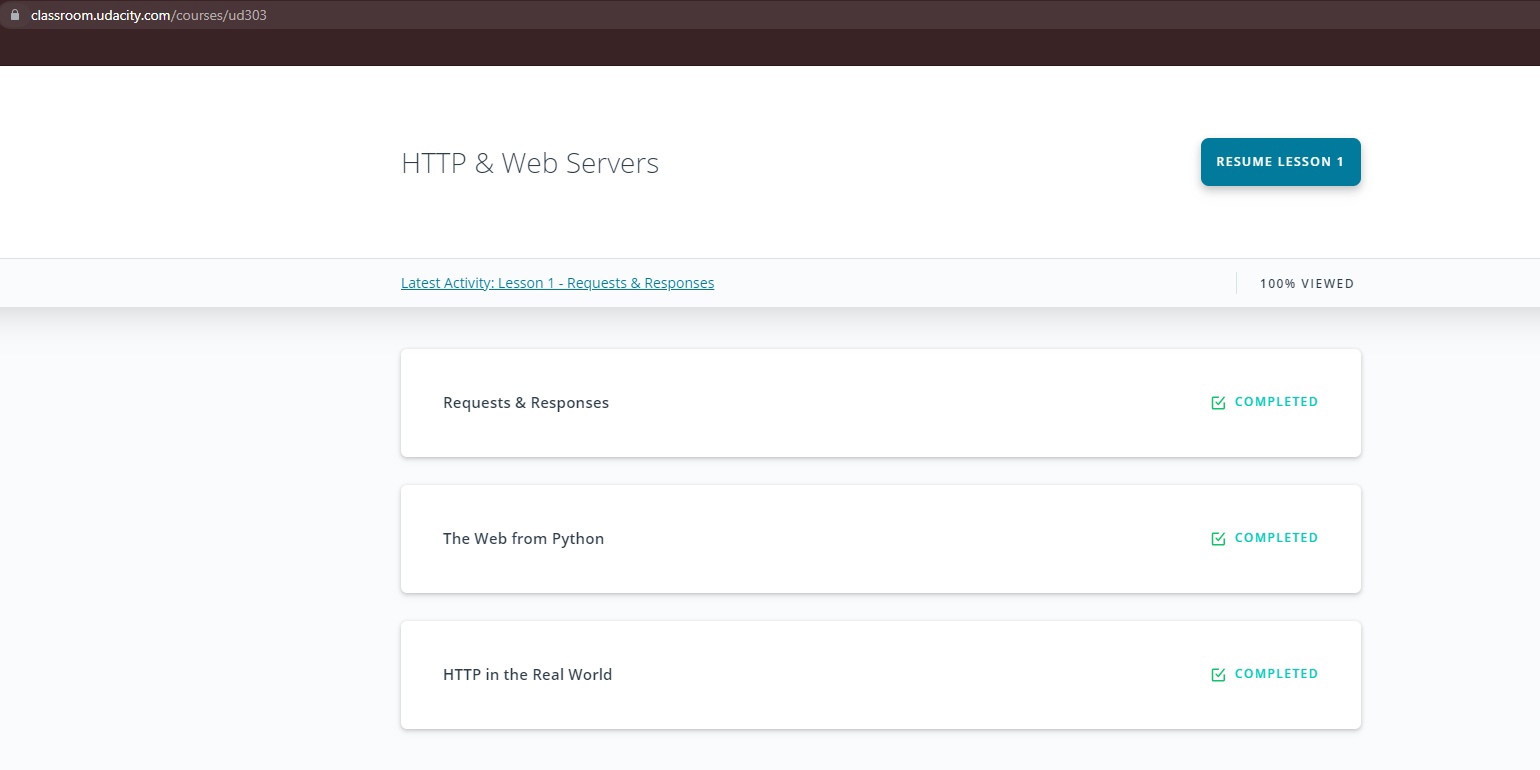 classroom.udacity.com/courses/ud303
HTTP & Web Servers
RESUME LESSON 1
Latest Activity: Lesson 1 - Requests & Responses
100% VIEWED
Requests & Responses
COMPLETED
The Web from Python
COMPLETED
HTTP in the Real World
COMPLETED